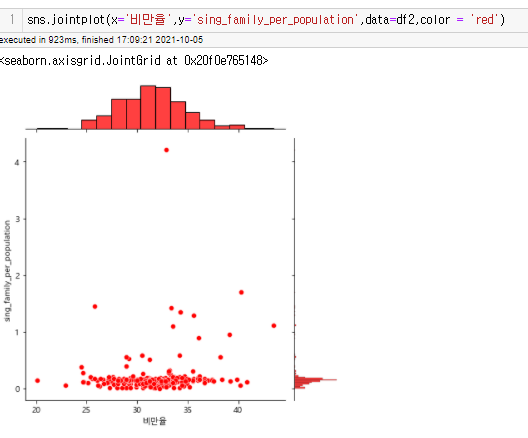 1 sns.jointplot(x='비만율',y='sing_family_per_population',data=df2,color = 'red')
executed in 923ms, finished 17:09:21 2021-10-05
<seaborn.axisgrid.JointGrid at 0x20f0e765148>
4
3
2
1
0
sing_family_per_population
20 25 30 35 40
비만율